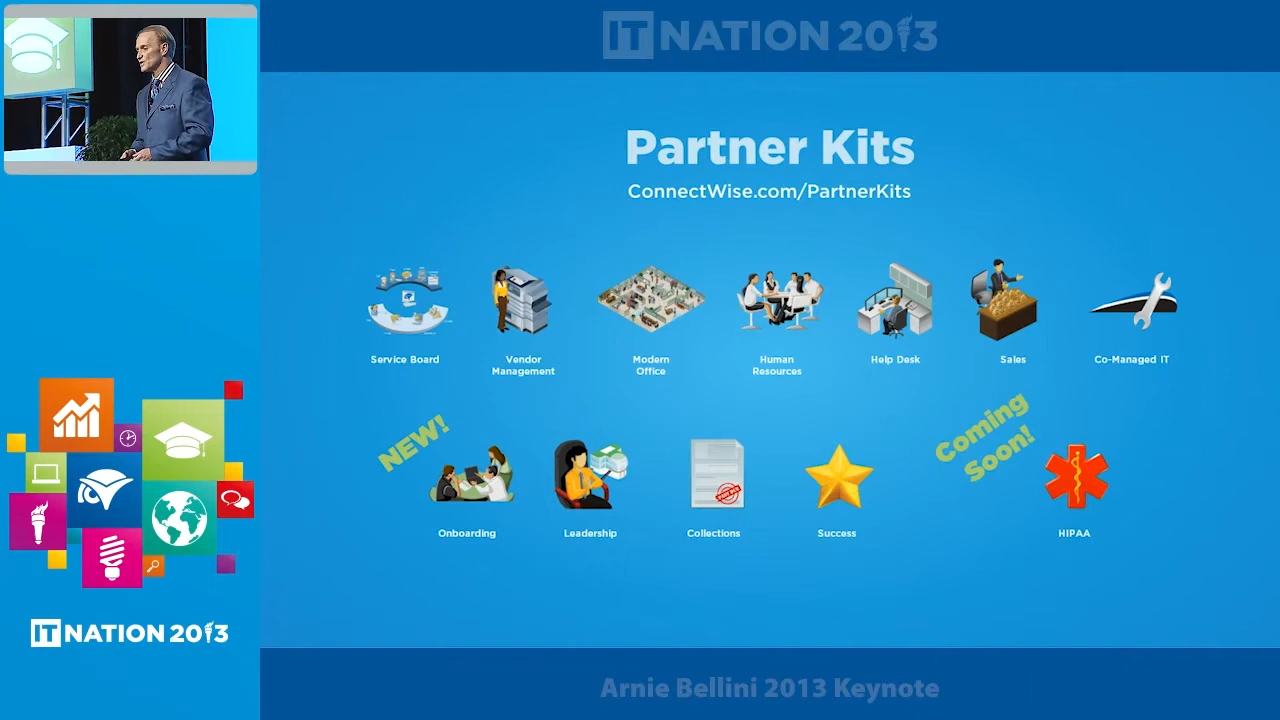 IT NATION 2013
Partner Kits
ConnectWise.com/PartnerKits
Service Board
Vendor
Management
Modern
Office
Human
Resources
Help Desk
Sales
Co-Managed IT
NEW!
Coming
Soon!
Onboarding
Leadership
Collections
Success
HIPAA
IT NATION 2013
Arnie Bellini 2013 Keynote